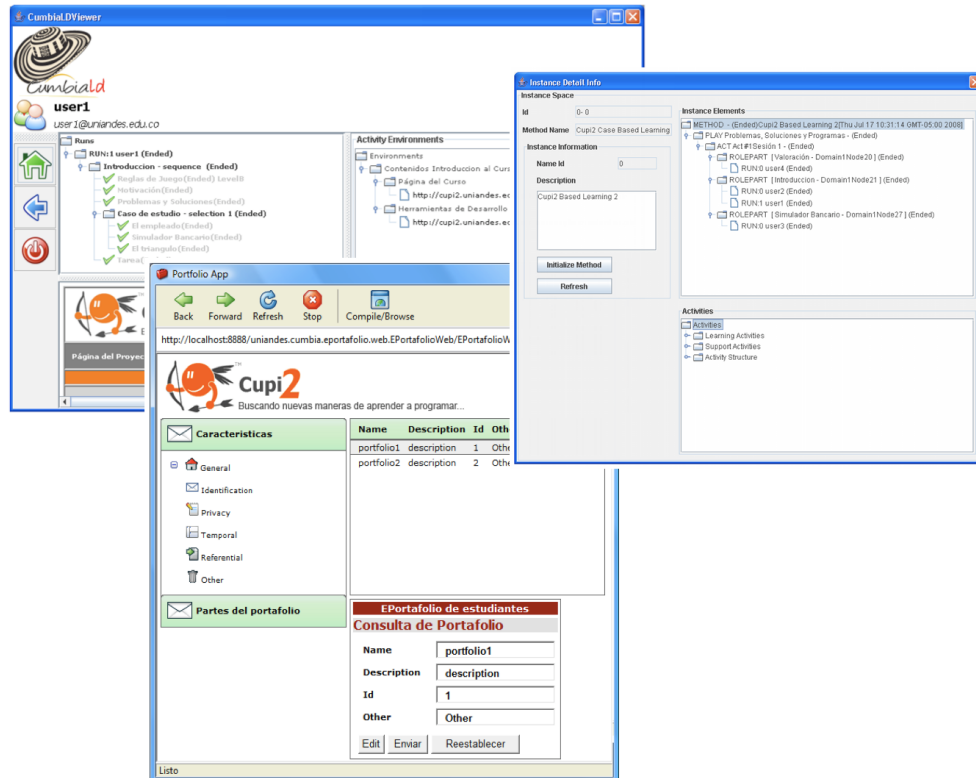 CumbiaLDViewer
Cumbiald
user1
user1@uniandes.edu.co
Runs
RUN:1 user1 (Ended)
Introduccion - sequence (Ended)
Reglas de Juego(Ended) LevelB
Motivación(Ended)
Problemas y Soluciones(Ended)
Caso de estudio - selection 1 (Ended)
El empleado(Ended)
Simulador Bancario(Ended)
El triangulo(Ended)
Activity Environments
Environments
Contenidos Introduccion al Curs
Página del Curso
http://cupi2.uniandes.ec
Herramientas de Desarrollo
http://cupi2.uniandes.ec
Página del Proyec
Instance Detail Info
Instance Space
Id
0- 0
Method Name
Cupi2 Case Based Learning
Instance Information
Name Id
0
Description
Cupi2 Based Learning 2
Initialize Method
Refresh
Instance Elements
METHOD - (Ended)Cupi2 Based Learning 2[Thu Jul 17 10:31:14 GMT-05:00 2008]
PLAY Problemas, Soluciones y Programas - (Ended)
ACT Act#1Sesión 1 - (Ended)
ROLEPART [Valoración - Domain1Node20 ] (Ended)
RUN:0 user4 (Ended)
ROLEPART [ Introduccion - Domain1Node21 ] (Ended)
RUN:0 user2 (Ended)
RUN:1 user1 (Ended)
ROLEPART [ Simulador Bancario - Domain1Node27 ] (Ended)
RUN:0 user3 (Ended)
Activities
Activities
Learning Activities
Support Activities
Activity Structure
Portfolio App
Back Forward Refresh Stop Compile/Browse
http://localhost:8888/uniandes.cumbia.eportafolio.web.EPortafolioWeb/EPortafolioW
Cupi2
Buscando nuevas maneras de aprender a programar...
Caracteristicas
General
Identification
Privacy
Temporal
Referential
Other
Partes del portafolio
Name Description Id Oth
portfolio1 description 1 Othe
portfolio2 description 2 Othe
EPortafolio de estudiantes
Consulta de Portafolio
Name portfolio1
Description description
Id 1
Other Other
Edit Enviar Reestablecer
Listo